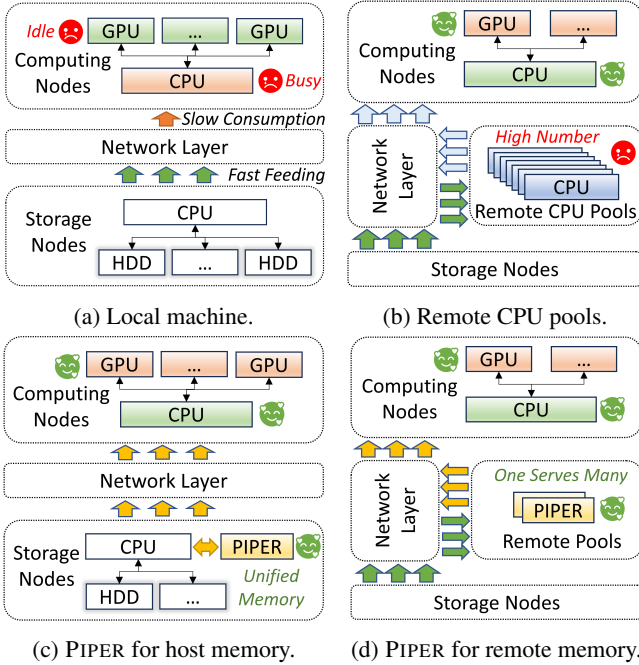 Idle
GPU
...
GPU
Computing
Nodes
CPU
Busy
Slow Consumption
Network Layer
Fast Feeding
Storage
Nodes
CPU
HDD
...
HDD
(a) Local machine.
GPU
...
Computing
Nodes
CPU
Network
Layer
High Number
CPU
Remote CPU Pools
Storage Nodes
(b) Remote CPU pools.
GPU
...
GPU
Computing
Nodes
CPU
Network Layer
Storage
Nodes
CPU
PIPER
HDD
...
Unified
Memory
(c) PIPER for host memory.
GPU
...
Computing
Nodes
CPU
Network
Layer
One Serves Many
PIPER
Remote Pools
Storage Nodes
(d) PIPER for remote memory.